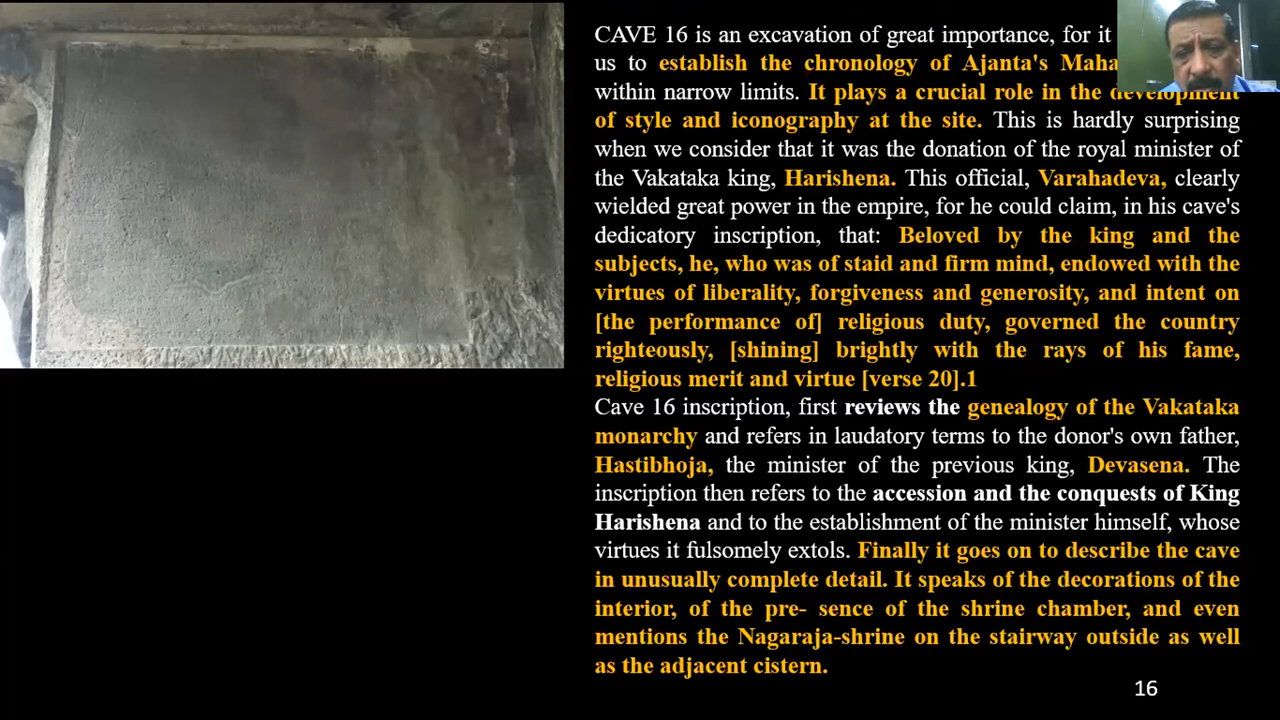 CAVE 16 is an excavation of great importance, for it
us to establish the chronology of Ajanta's Maha
within narrow limits. It plays a crucial role in the development
of style and iconography at the site. This is hardly surprising
when we consider that it was the donation of the royal minister of
the Vakataka king, Harishena. This official, Varahadeva, clearly
wielded great power in the empire, for he could claim, in his cave's
dedicatory inscription, that: Beloved by the king and the
subjects, he, who was of staid and firm mind, endowed with the
virtues of liberality, forgiveness and generosity, and intent on
[the performance of] religious duty, governed the country
righteously, [shining] brightly with the rays of his fame,
religious merit and virtue [verse 20].1
Cave 16 inscription, first reviews the genealogy of the Vakataka
monarchy and refers in laudatory terms to the donor's own father,
Hastibhoja, the minister of the previous king, Devasena. The
inscription then refers to the accession and the conquests of King
Harishena and to the establishment of the minister himself, whose
virtues it fulsomely extols. Finally it goes on to describe the cave
in unusually complete detail. It speaks of the decorations of the
interior, of the pre- sence of the shrine chamber, and even
mentions the Nagaraja-shrine on the stairway outside as well
as the adjacent cistern.
16